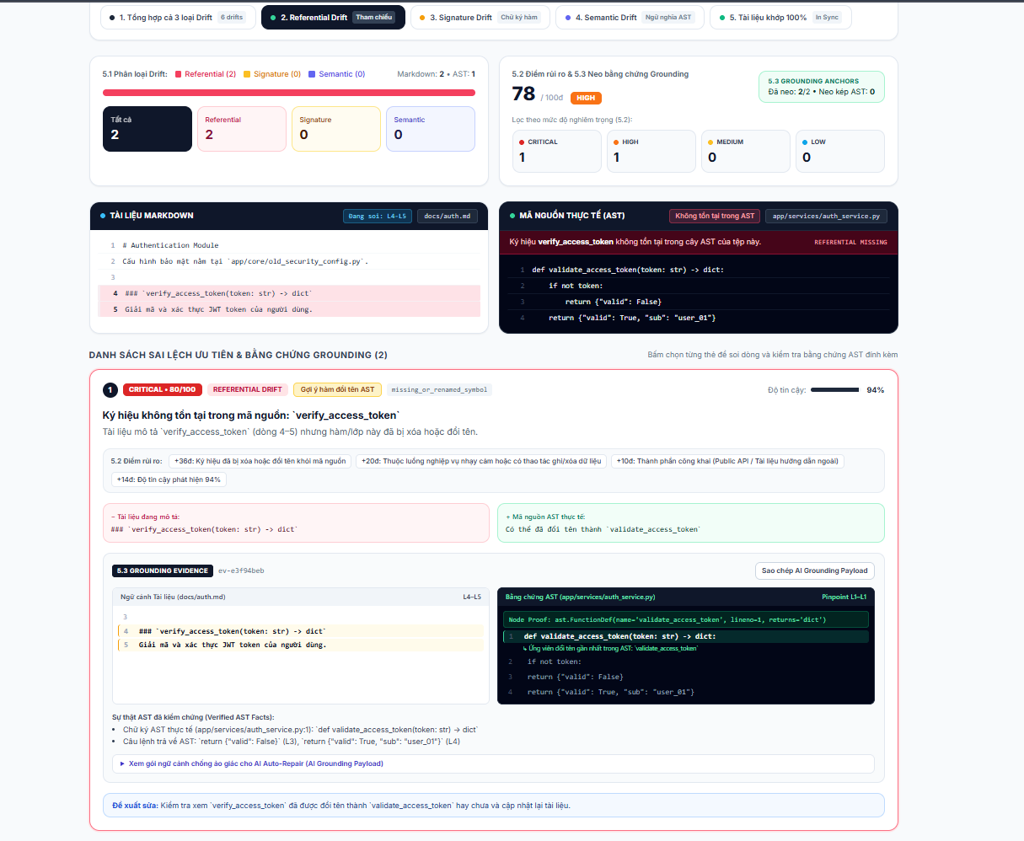 1. Tổng hợp cả 3 loại Drift 6 drifts
2. Referential Drift Tham chiếu
3. Signature Drift Chữ ký hàm
4. Semantic Drift Ngữ nghĩa AST
5. Tài liệu khớp 100% In Sync
5.1 Phân loại Drift: Referential (2) Signature (0) Semantic (0) Markdown: 2 • AST: 1
Tất cả
2
Referential
2
Signature
0
Semantic
0
5.2 Điểm rủi ro & 5.3 Neo bằng chứng Grounding
78 / 100đ HIGH
5.3 GROUNDING ANCHORS
Đã neo: 2/2 • Neo kép AST: 0
Lọc theo mức độ nghiêm trọng (5.2):
CRITICAL
1
HIGH
1
MEDIUM
0
LOW
0
TÀI LIỆU MARKDOWN Đang soi: L4-L5 docs/auth.md
1 # Authentication Module
2 Cấu hình bảo mật nằm tại `app/core/old_security_config.py`.
3
4 ### `verify_access_token(token: str) -> dict`
5 Giải mã và xác thực JWT token của người dùng.
MÃ NGUỒN THỰC TẾ (AST) Không tồn tại trong AST app/services/auth_service.py
Ký hiệu verify_access_token không tồn tại trong cây AST của tệp này. REFERENTIAL MISSING
1 def validate_access_token(token: str) -> dict:
2 if not token:
3 return {"valid": False}
4 return {"valid": True, "sub": "user_01"}
DANH SÁCH SAI LỆCH ƯU TIÊN & BẰNG CHỨNG GROUNDING (2) Bấm chọn từng thẻ để soi dòng và kiểm tra bằng chứng AST đính kèm
1 CRITICAL • 80/100 REFERENTIAL DRIFT Gợi ý hàm đổi tên AST missing_or_renamed_symbol Độ tin cậy: 94%
Ký hiệu không tồn tại trong mã nguồn: `verify_access_token`
Tài liệu mô tả `verify_access_token` (dòng 4–5) nhưng hàm/lớp này đã bị xóa hoặc đổi tên.
5.2 Điểm rủi ro: +36đ: Ký hiệu đã bị xóa hoặc đổi tên khỏi mã nguồn +20đ: Thuộc luồng nghiệp vụ nhạy cảm hoặc có thao tác ghi/xóa dữ liệu +10đ: Thành phần công khai (Public API / Tài liệu hướng dẫn ngoài)
+14đ: Độ tin cậy phát hiện 94%
− Tài liệu đang mô tả:
### `verify_access_token(token: str) -> dict`
+ Mã nguồn AST thực tế:
Có thể đã đổi tên thành `validate_access_token`
5.3 GROUNDING EVIDENCE ev-e3f94beb Sao chép AI Grounding Payload
Ngữ cảnh Tài liệu (docs/auth.md) L4–L5
3
4 ### `verify_access_token(token: str) -> dict`
5 Giải mã và xác thực JWT token của người dùng.
Bằng chứng AST (app/services/auth_service.py) Pinpoint L1–L1
Node Proof: ast.FunctionDef(name='validate_access_token', lineno=1, returns='dict')
1 def validate_access_token(token: str) -> dict:
↳ Ứng viên đổi tên gần nhất trong AST: 'validate_access_token'
2 if not token:
3 return {"valid": False}
4 return {"valid": True, "sub": "user_01"}
Sự thật AST đã kiểm chứng (Verified AST Facts):
• Chữ ký AST thực tế (app/services/auth_service.py:1): `def validate_access_token(token: str) -> dict`
• Câu lệnh trả về AST: `return {"valid": False}` (L3), `return {"valid": True, "sub": "user_01"}` (L4)
▶ Xem gói ngữ cảnh chống ảo giác cho AI Auto-Repair (AI Grounding Payload)
Đề xuất sửa: Kiểm tra xem `verify_access_token` đã được đổi tên thành `validate_access_token` hay chưa và cập nhật lại tài liệu.